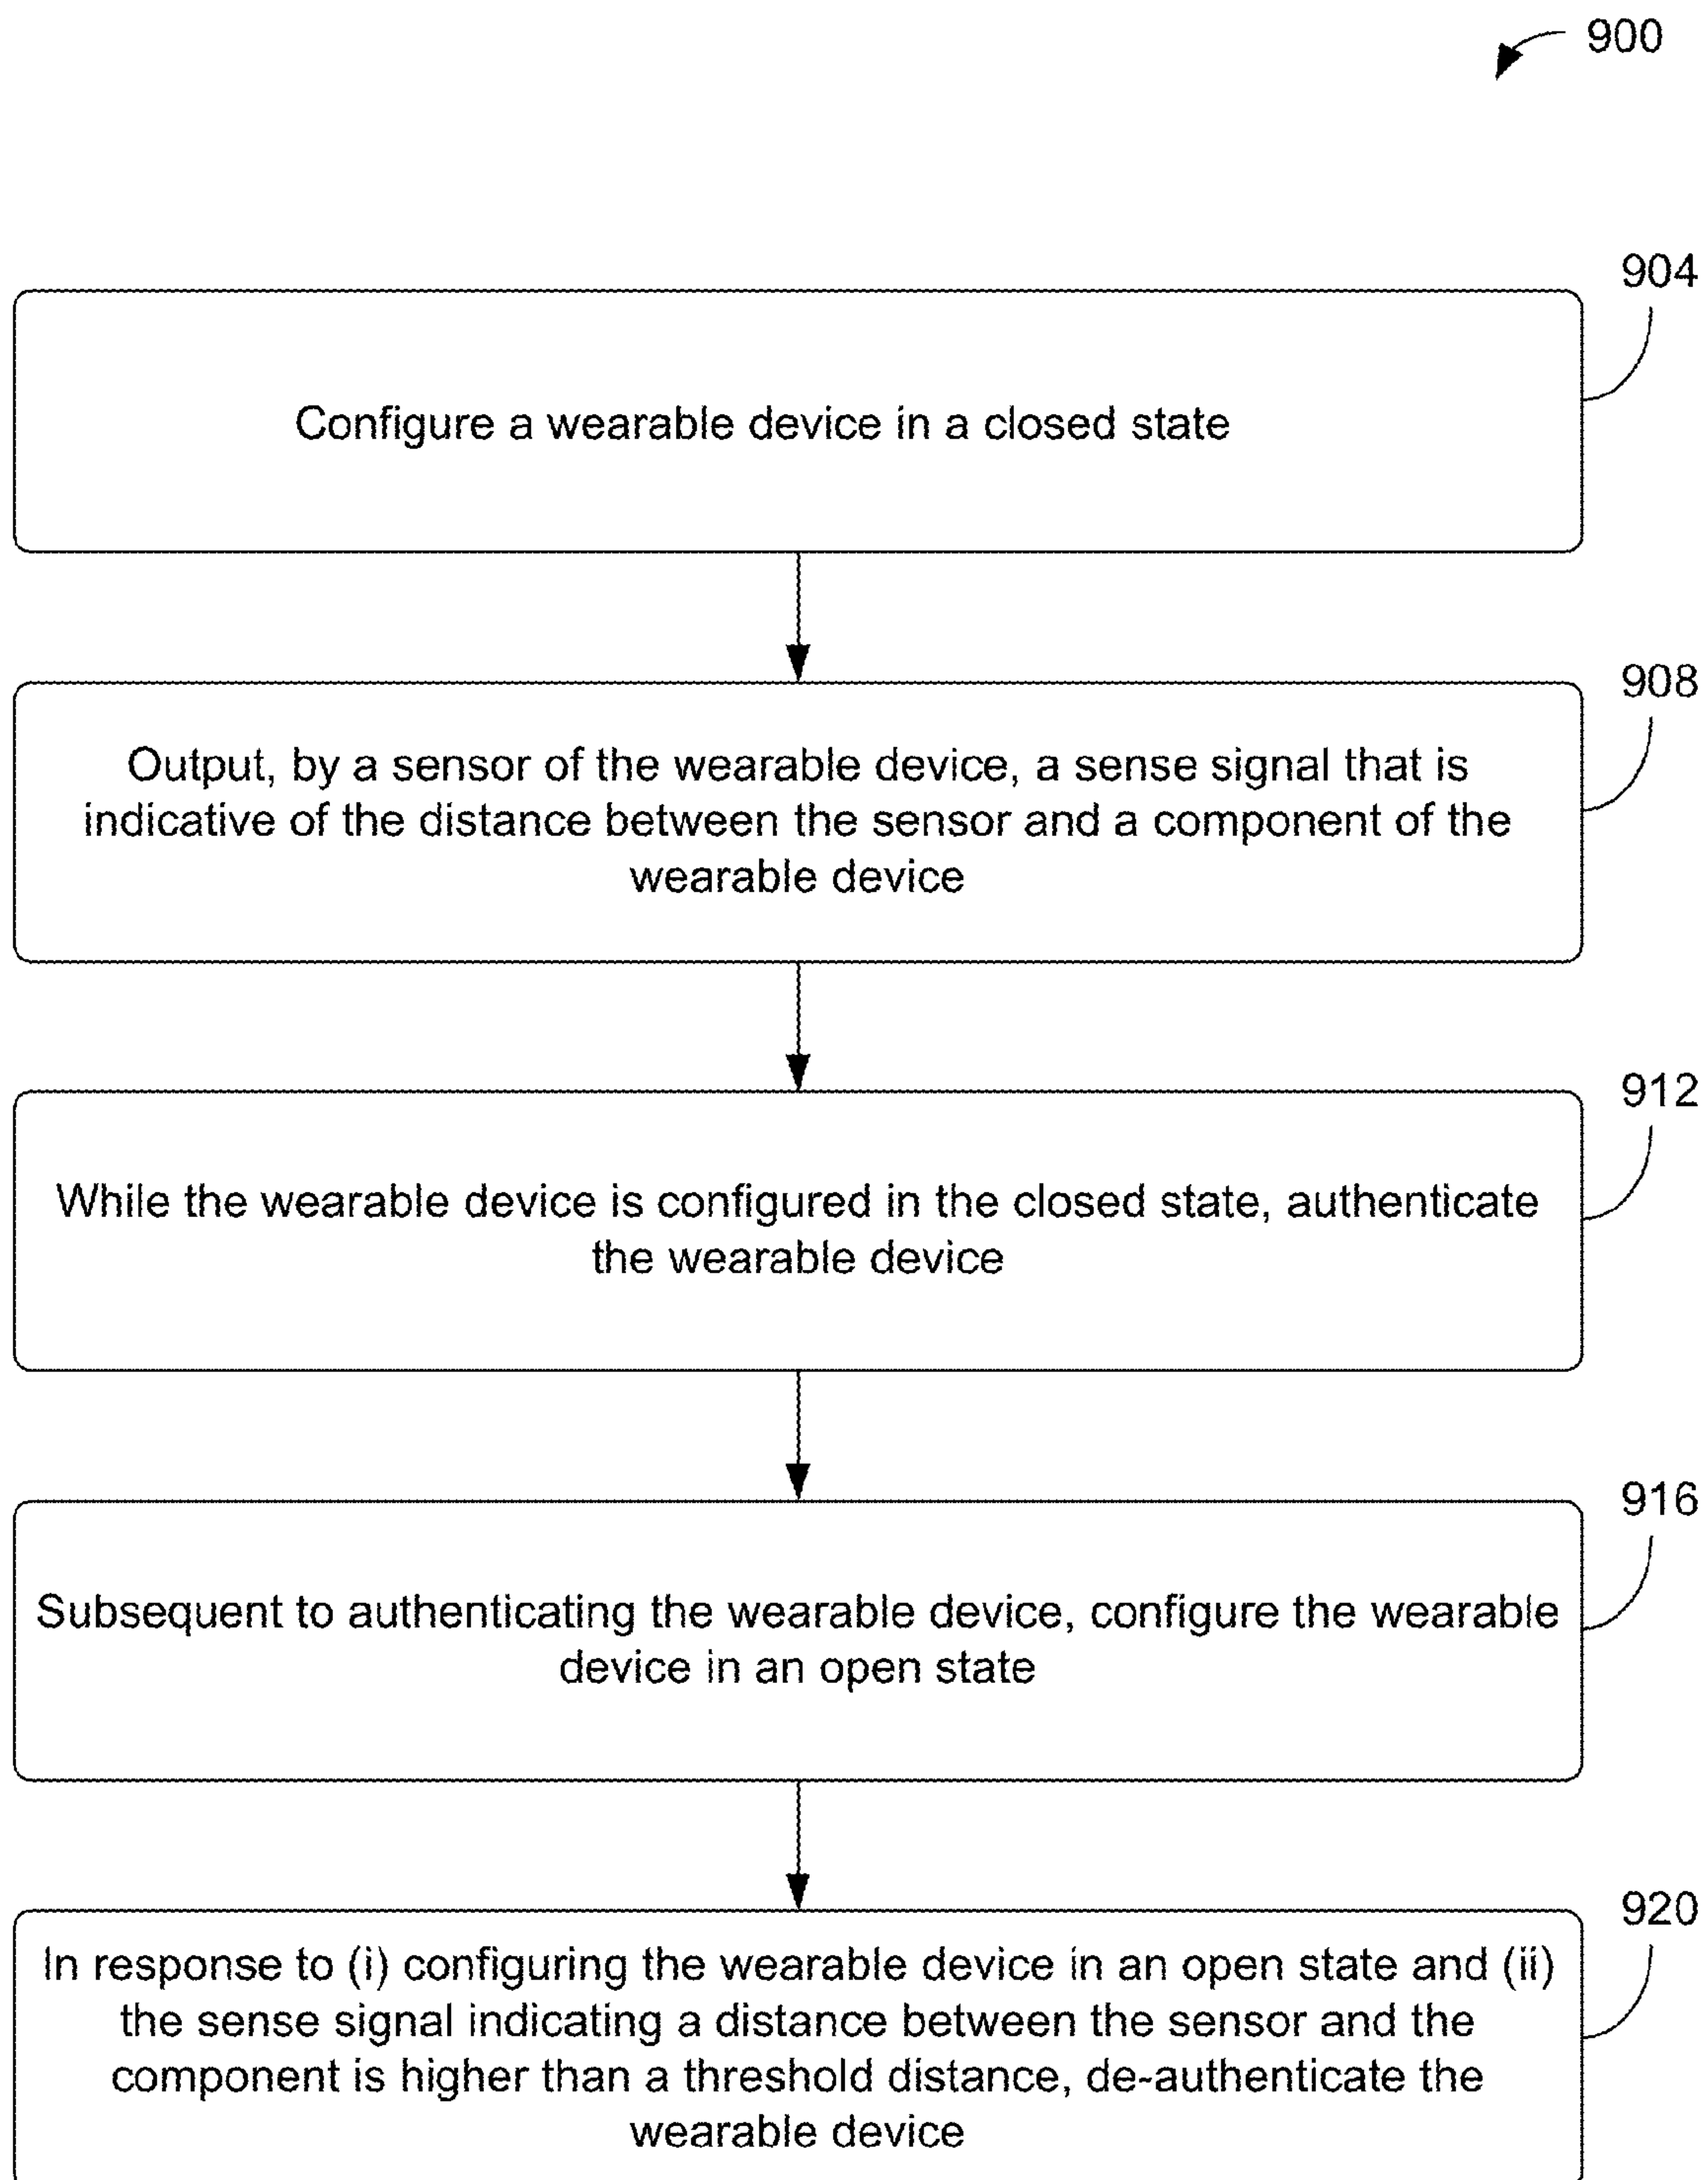 900
904
Configure a wearable device in a closed state
908
Output, by a sensor of the wearable device, a sense signal that is
indicative of the distance between the sensor and a component of the
wearable device
912
While the wearable device is configured in the closed state, authenticate
the wearable device
916
Subsequent to authenticating the wearable device, configure the wearable
device in an open state
920
In response to (i) configuring the wearable device in an open state and (ii)
the sense signal indicating a distance between the sensor and the
component is higher than a threshold distance, de-authenticate the
wearable device